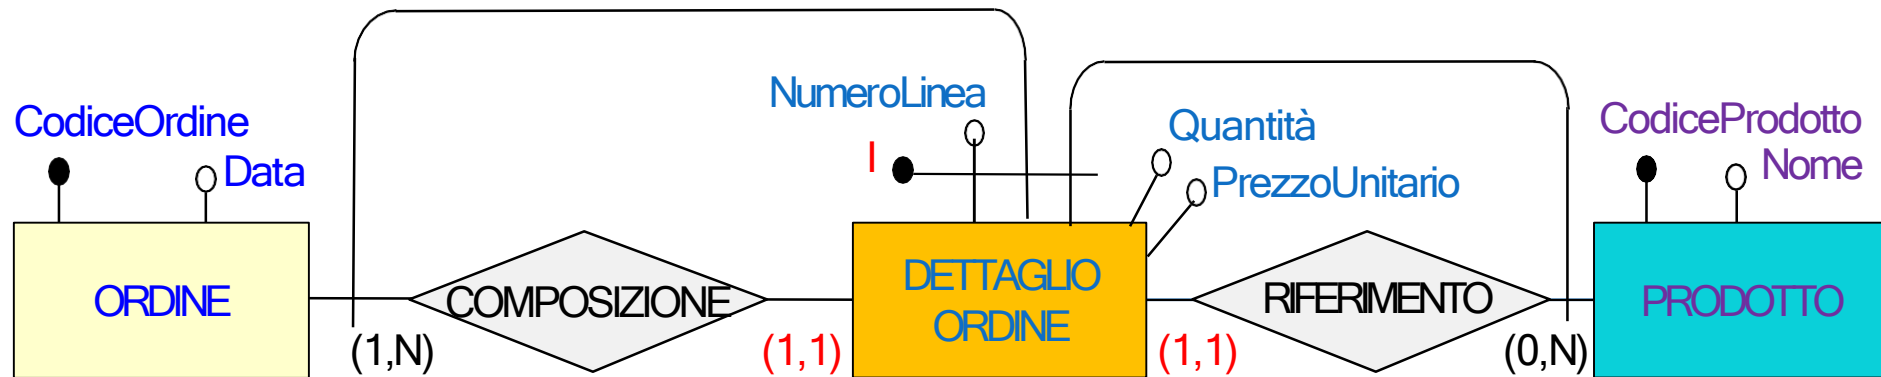 CodiceOrdine
Data
NumeroLinea
I
Quantità
PrezzoUnitario
CodiceProdotto
Nome
ORDINE
COMPOSIZIONE
DETTAGLIO
ORDINE
RIFERIMENTO
PRODOTTO
(1,N)
(1,1)
(1,1)
(0,N)